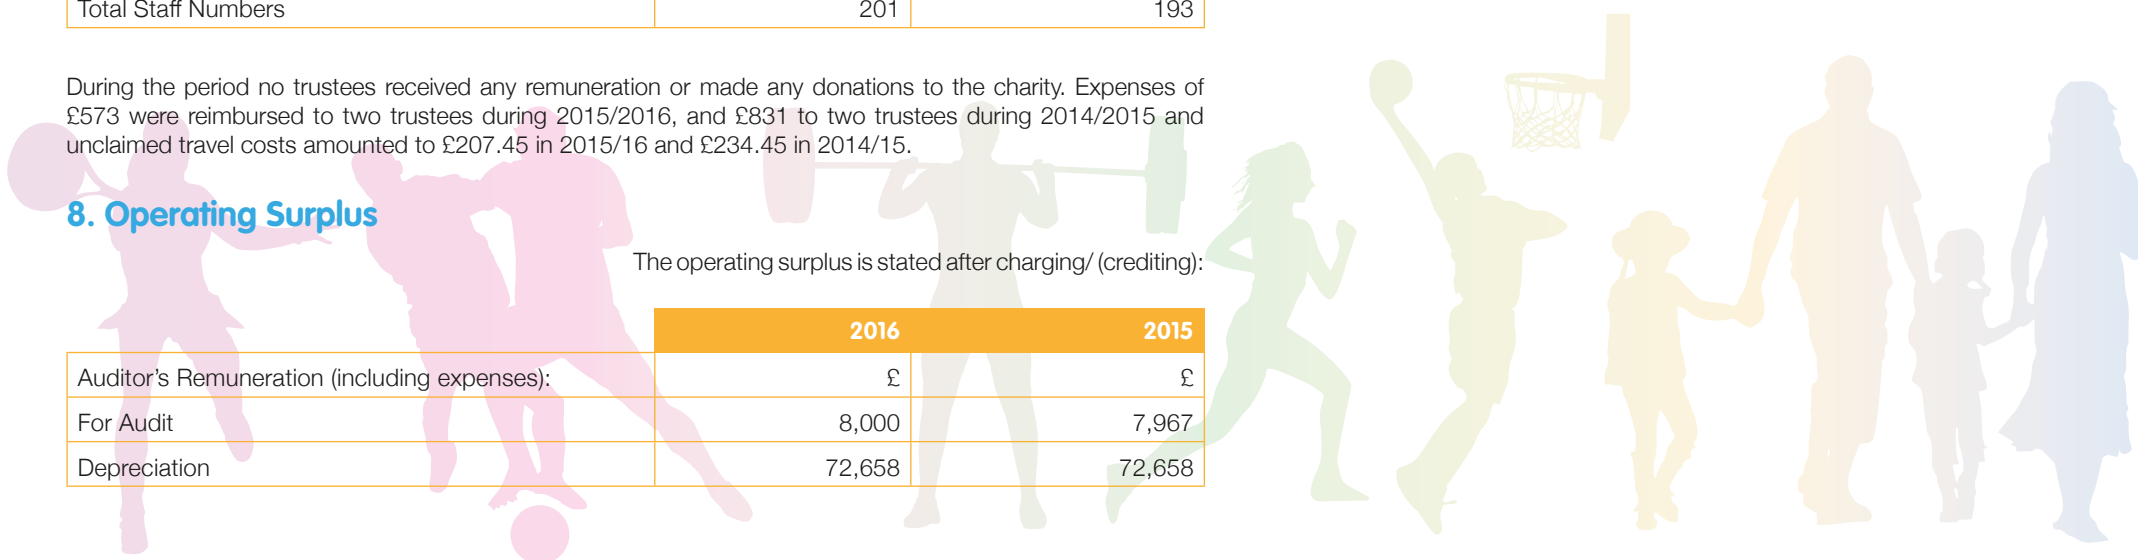 Total Staff Numbers 201 193
During the period no trustees received any remuneration or made any donations to the charity. Expenses of
£573 were reimbursed to two trustees during 2015/2016, and £831 to two trustees during 2014/2015 and
unclaimed travel costs amounted to £207.45 in 2015/16 and £234.45 in 2014/15.
8. Operating Surplus
The operating surplus is stated after charging/ (crediting):
2016 2015
Auditor’s Remuneration (including expenses): £ £
For Audit 8,000 7,967
Depreciation 72,658 72,658